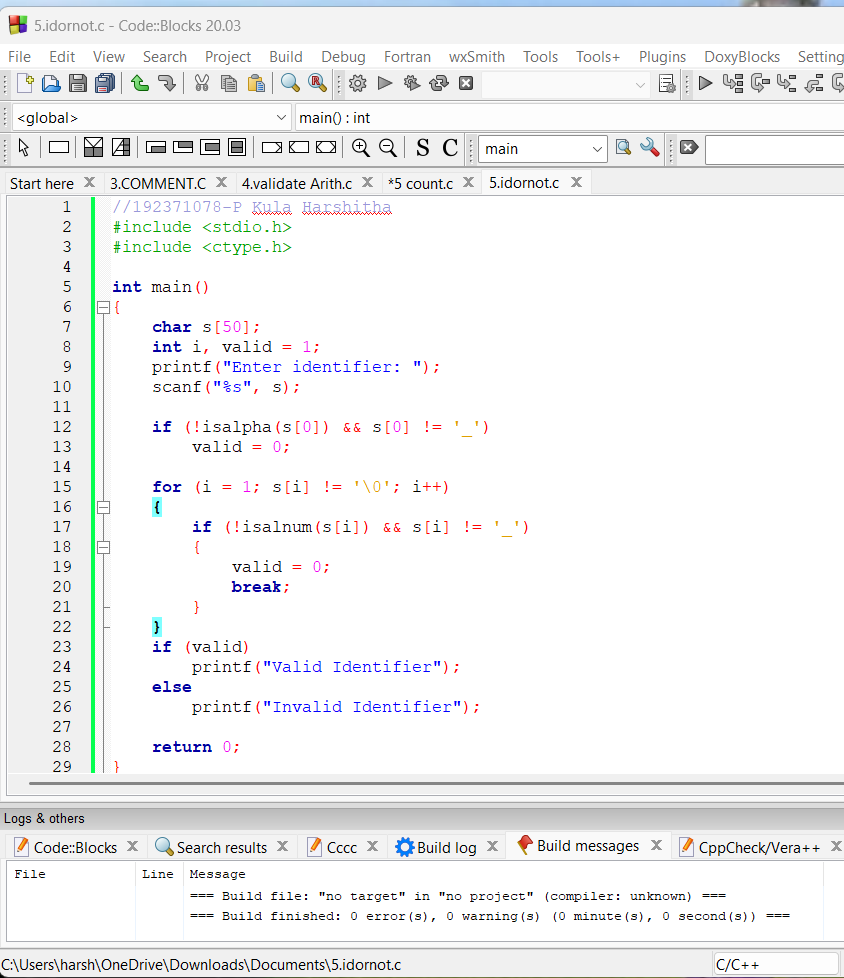 5.idornot.c - Code::Blocks 20.03
File Edit View Search Project Build Debug Fortran wxSmith Tools Tools+ Plugins DoxyBlocks Setting
<global> main() : int
S C main
Start here 3.COMMENT.C 4.validate Arith.c *5 count.c 5.idornot.c
1 //192371078-P Kula Harshitha
2 #include <stdio.h>
3 #include <ctype.h>
4
5 int main()
6 {
7 char s[50];
8 int i, valid = 1;
9 printf("Enter identifier: ");
10 scanf("%s", s);
11
12 if (!isalpha(s[0]) && s[0] != '_')
13 valid = 0;
14
15 for (i = 1; s[i] != '\0'; i++)
16 {
17 if (!isalnum(s[i]) && s[i] != '_')
18 {
19 valid = 0;
20 break;
21 }
22 }
23 if (valid)
24 printf("Valid Identifier");
25 else
26 printf("Invalid Identifier");
27
28 return 0;
29 }
Logs & others
Code::Blocks Search results Cccc Build log Build messages CppCheck/Vera++
File Line Message
=== Build file: "no target" in "no project" (compiler: unknown) ===
=== Build finished: 0 error(s), 0 warning(s) (0 minute(s), 0 second(s)) ===
C:\Users\harsh\OneDrive\Downloads\Documents\5.idornot.c C/C++